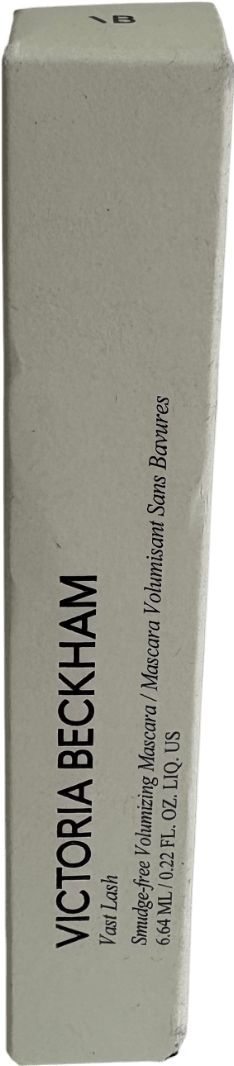 VB
VICTORIA BECKHAM
Vast Lash
Smudge-free Volumizing Mascara / Mascara Volumisant Sans Bavures
6.64 ML / 0.22 FL. OZ. LIQ. US